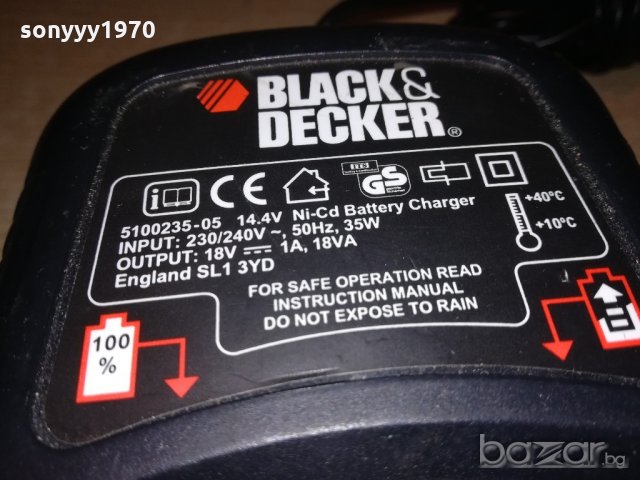 sonyyy1970
BLACK&
DECKER®
GS
5100235-05 14.4V Ni-Cd Battery Charger
INPUT: 230/240V ~, 50Hz, 35W
OUTPUT: 18V ⎓ 1A, 18VA
England SL1 3YD
+40°C
+10°C
FOR SAFE OPERATION READ
INSTRUCTION MANUAL
DO NOT EXPOSE TO RAIN
100
%
bazar.bg